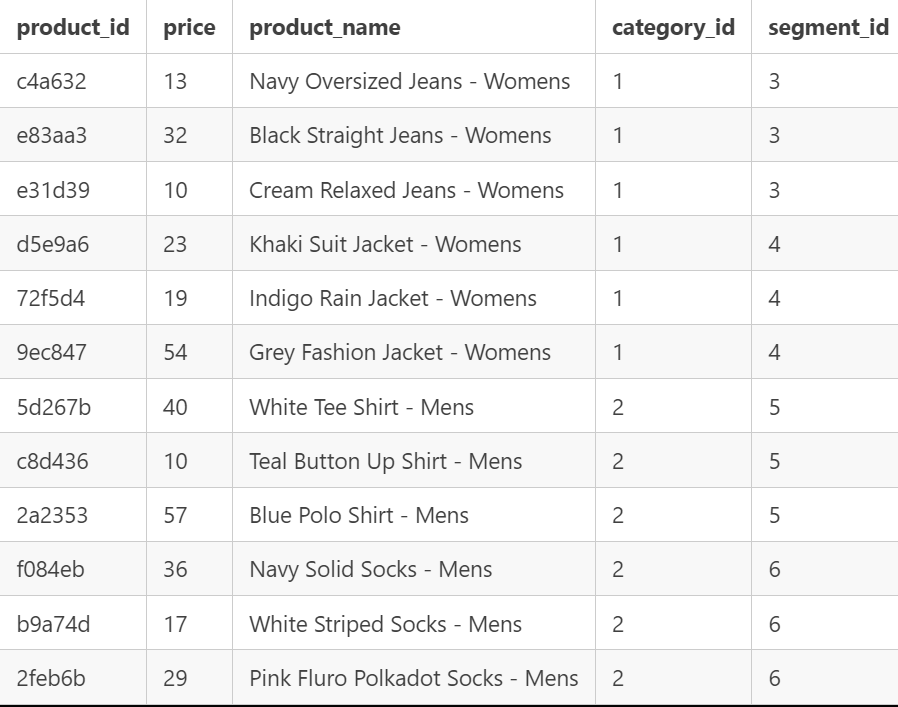 product_id price product_name category_id segment_id
c4a632 13 Navy Oversized Jeans - Womens 1 3
e83aa3 32 Black Straight Jeans - Womens 1 3
e31d39 10 Cream Relaxed Jeans - Womens 1 3
d5e9a6 23 Khaki Suit Jacket - Womens 1 4
72f5d4 19 Indigo Rain Jacket - Womens 1 4
9ec847 54 Grey Fashion Jacket - Womens 1 4
5d267b 40 White Tee Shirt - Mens 2 5
c8d436 10 Teal Button Up Shirt - Mens 2 5
2a2353 57 Blue Polo Shirt - Mens 2 5
f084eb 36 Navy Solid Socks - Mens 2 6
b9a74d 17 White Striped Socks - Mens 2 6
2feb6b 29 Pink Fluro Polkadot Socks - Mens 2 6